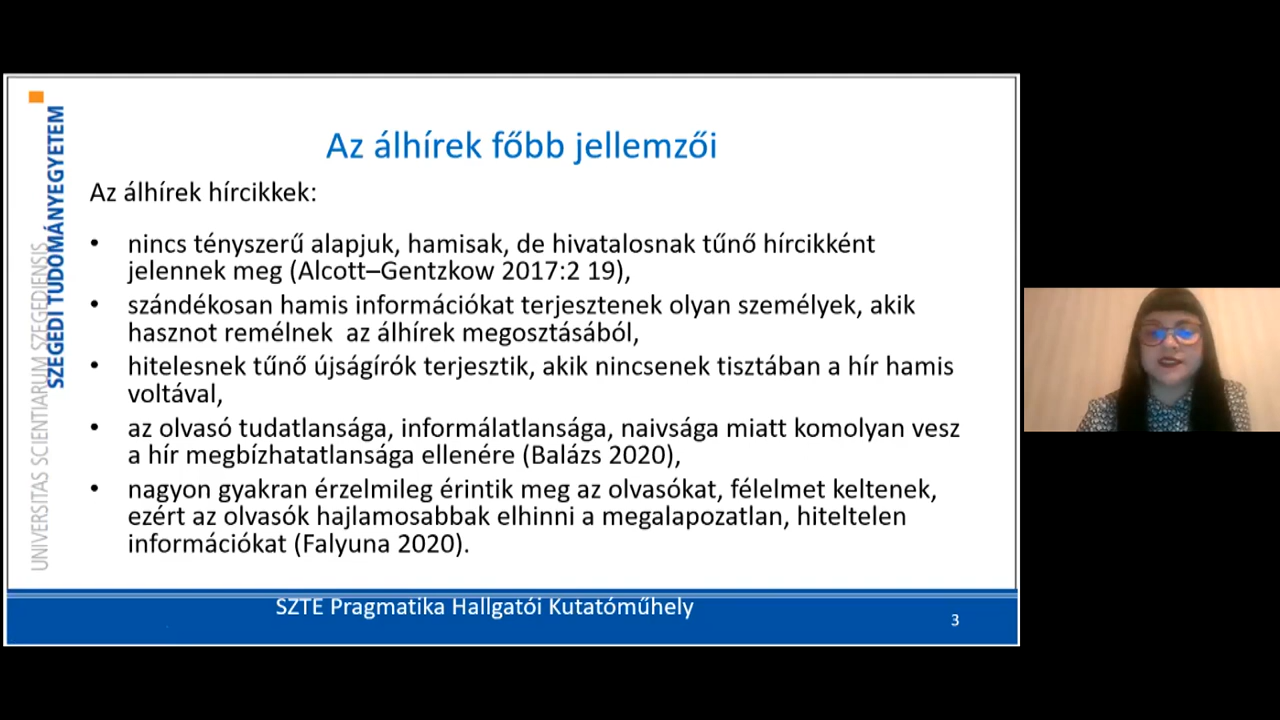 UNIVERSITAS SCIENTIARUM SZEGEDIENSIS
SZEGEDI TUDOMÁNYEGYETEM
Az álhírek főbb jellemzői
Az álhírek hírcikkek:
• nincs tényszerű alapjuk, hamisak, de hivatalosnak tűnő hírcikként
jelennek meg (Alcott–Gentzkow 2017:2 19),
• szándékosan hamis információkat terjesztenek olyan személyek, akik
hasznot remélnek az álhírek megosztásából,
• hitelesnek tűnő újságírók terjesztik, akik nincsenek tisztában a hír hamis
voltával,
• az olvasó tudatlansága, informálatlansága, naivsága miatt komolyan vesz
a hír megbízhatatlansága ellenére (Balázs 2020),
• nagyon gyakran érzelmileg érintik meg az olvasókat, félelmet keltenek,
ezért az olvasók hajlamosabbak elhinni a megalapozatlan, hiteltelen
információkat (Falyuna 2020).
SZTE Pragmatika Hallgatói Kutatóműhely
3